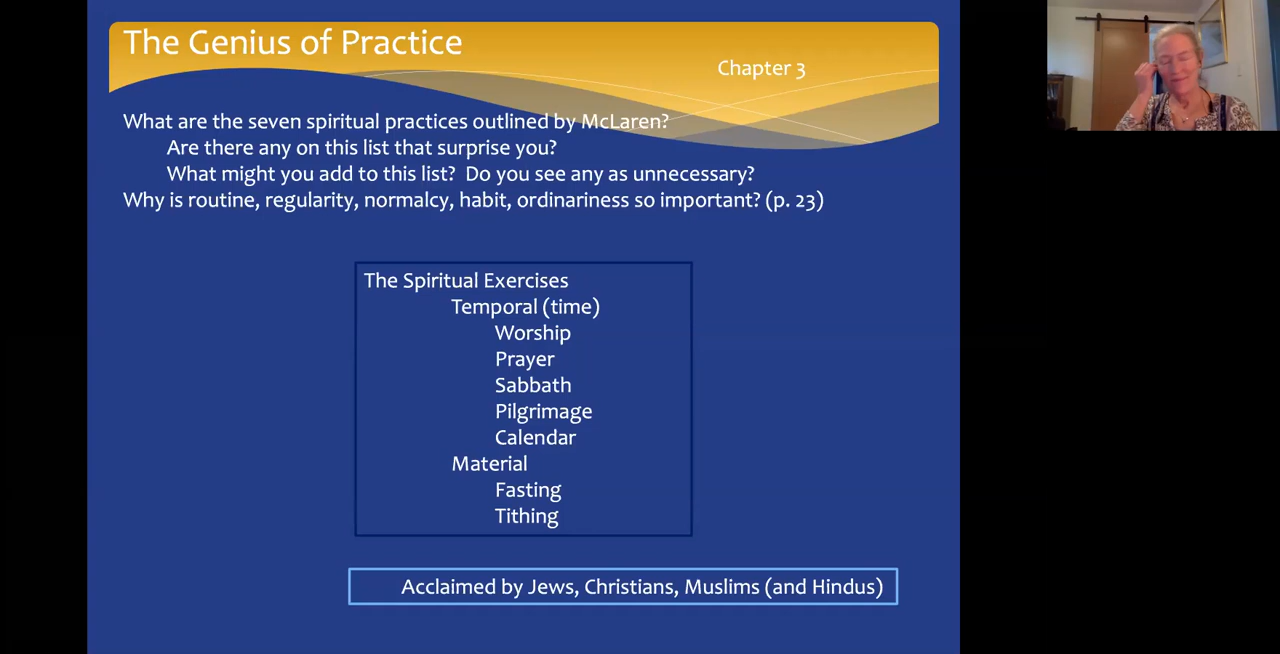 The Genius of Practice
Chapter 3
What are the seven spiritual practices outlined by McLaren?
Are there any on this list that surprise you?
What might you add to this list? Do you see any as unnecessary?
Why is routine, regularity, normalcy, habit, ordinariness so important? (p. 23)
The Spiritual Exercises
Temporal (time)
Worship
Prayer
Sabbath
Pilgrimage
Calendar
Material
Fasting
Tithing
Acclaimed by Jews, Christians, Muslims (and Hindus)